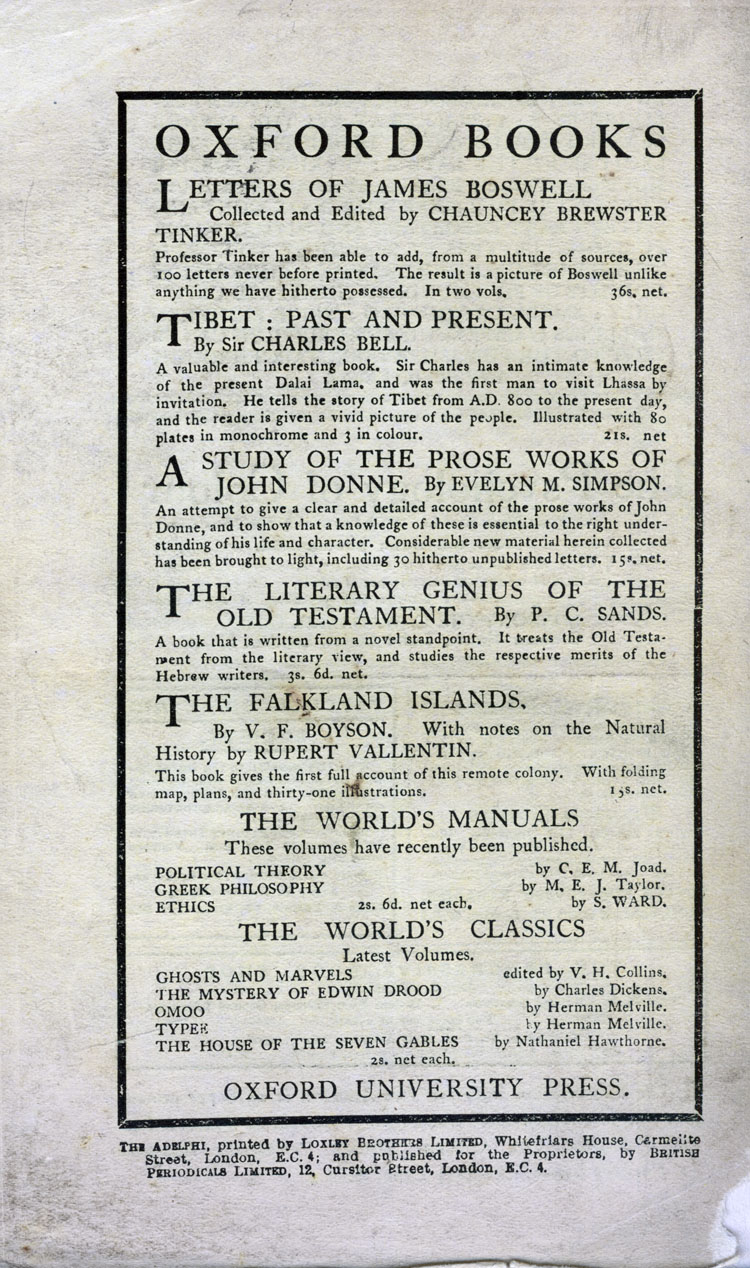 OXFORD BOOKS
LETTERS OF JAMES BOSWELL
Collected and Edited by CHAUNCEY BREWSTER
TINKER.
Professor Tinker has been able to add, from a multitude of sources, over
100 letters never before printed. The result is a picture of Boswell unlike
anything we have hitherto possessed. In two vols. 36s. net.
TIBET : PAST AND PRESENT.
By Sir CHARLES BELL.
A valuable and interesting book. Sir Charles has an intimate knowledge
of the present Dalai Lama, and was the first man to visit Lhassa by
invitation. He tells the story of Tibet from A.D. 800 to the present day,
and the reader is given a vivid picture of the people. Illustrated with 80
plates in monochrome and 3 in colour. 21s. net
A STUDY OF THE PROSE WORKS OF
JOHN DONNE. By EVELYN M. SIMPSON.
An attempt to give a clear and detailed account of the prose works of John
Donne, and to show that a knowledge of these is essential to the right under-
standing of his life and character. Considerable new material herein collected
has been brought to light, including 30 hitherto unpublished letters. 15s. net.
THE LITERARY GENIUS OF THE
OLD TESTAMENT. By P. C. SANDS.
A book that is written from a novel standpoint. It treats the Old Testa-
ment from the literary view, and studies the respective merits of the
Hebrew writers. 3s. 6d. net.
THE FALKLAND ISLANDS.
By V. F. BOYSON. With notes on the Natural
History by RUPERT VALLENTIN.
This book gives the first full account of this remote colony. With folding
map, plans, and thirty-one illustrations. 15s. net.
THE WORLD'S MANUALS
These volumes have recently been published.
POLITICAL THEORY by C. E. M. Joad.
GREEK PHILOSOPHY by M. E. J. Taylor.
ETHICS 2s. 6d. net each. by S. WARD.
THE WORLD'S CLASSICS
Latest Volumes.
GHOSTS AND MARVELS edited by V. H. Collins.
THE MYSTERY OF EDWIN DROOD by Charles Dickens.
OMOO by Herman Melville.
TYPEE by Herman Melville.
THE HOUSE OF THE SEVEN GABLES by Nathaniel Hawthorne.
2s. net each.
OXFORD UNIVERSITY PRESS.
THE ADELPHI, printed by LOXLEY BROTHERS LIMITED, Whitefriars House, Carmelite
Street, London, E.C. 4; and published for the Proprietors, by BRITISH
PERIODICALS LIMITED, 12, Cursitor Street, London, E.C. 4.